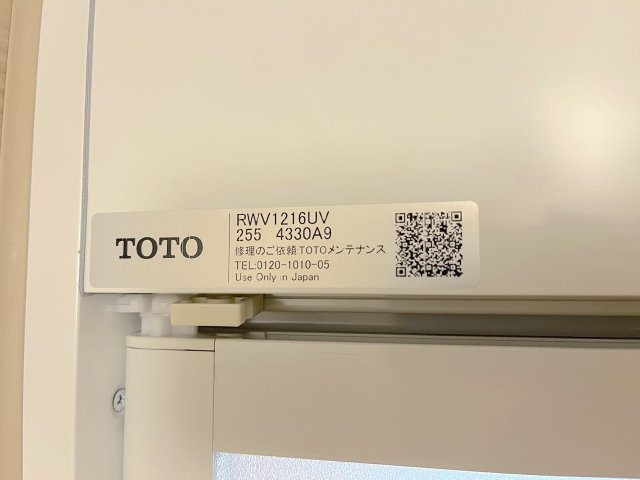 TOTO
RWV1216UV
255 4330A9
修理のご依頼:TOTOメンテナンス
TEL:0120-1010-05
Use Only in Japan